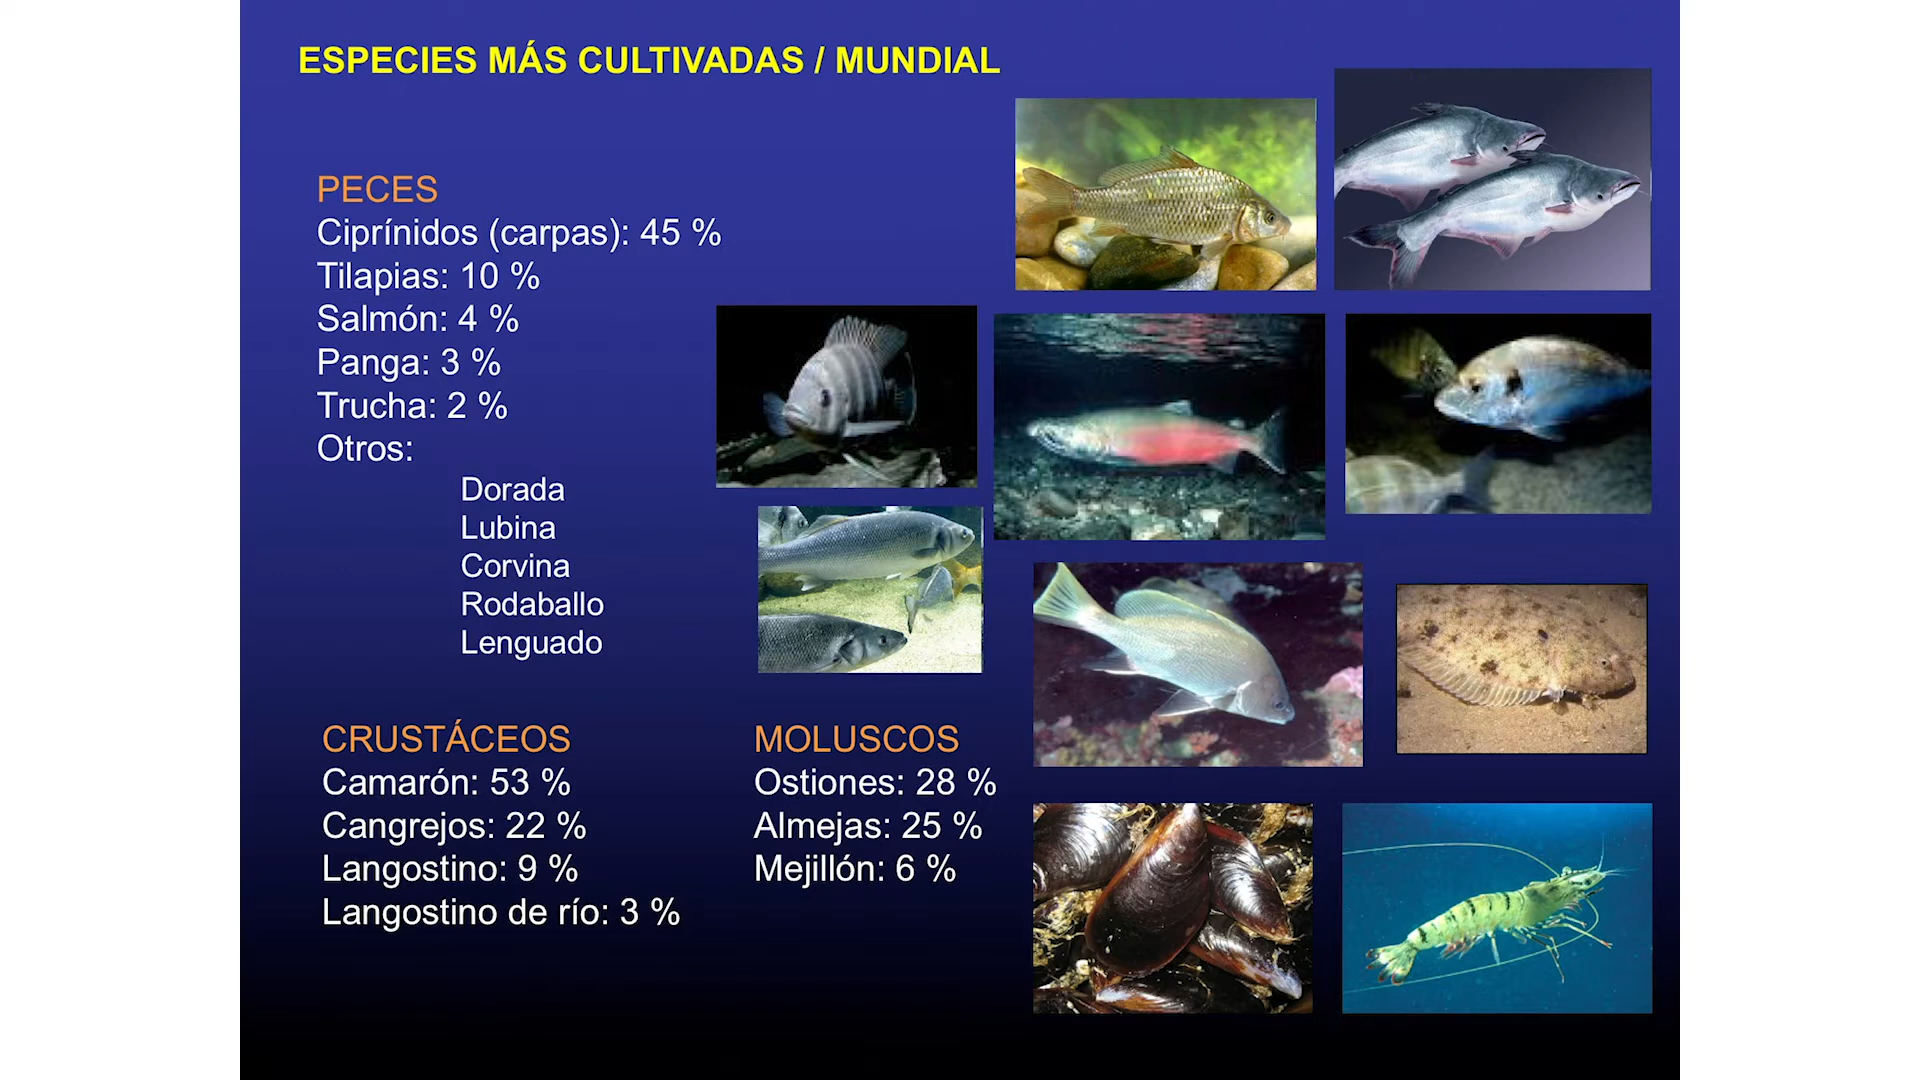 ESPECIES MÁS CULTIVADAS / MUNDIAL
PECES
Ciprínidos (carpas): 45 %
Tilapias: 10 %
Salmón: 4 %
Panga: 3 %
Trucha: 2 %
Otros:
Dorada
Lubina
Corvina
Rodaballo
Lenguado
CRUSTÁCEOS
Camarón: 53 %
Cangrejos: 22 %
Langostino: 9 %
Langostino de río: 3 %
MOLUSCOS
Ostiones: 28 %
Almejas: 25 %
Mejillón: 6 %